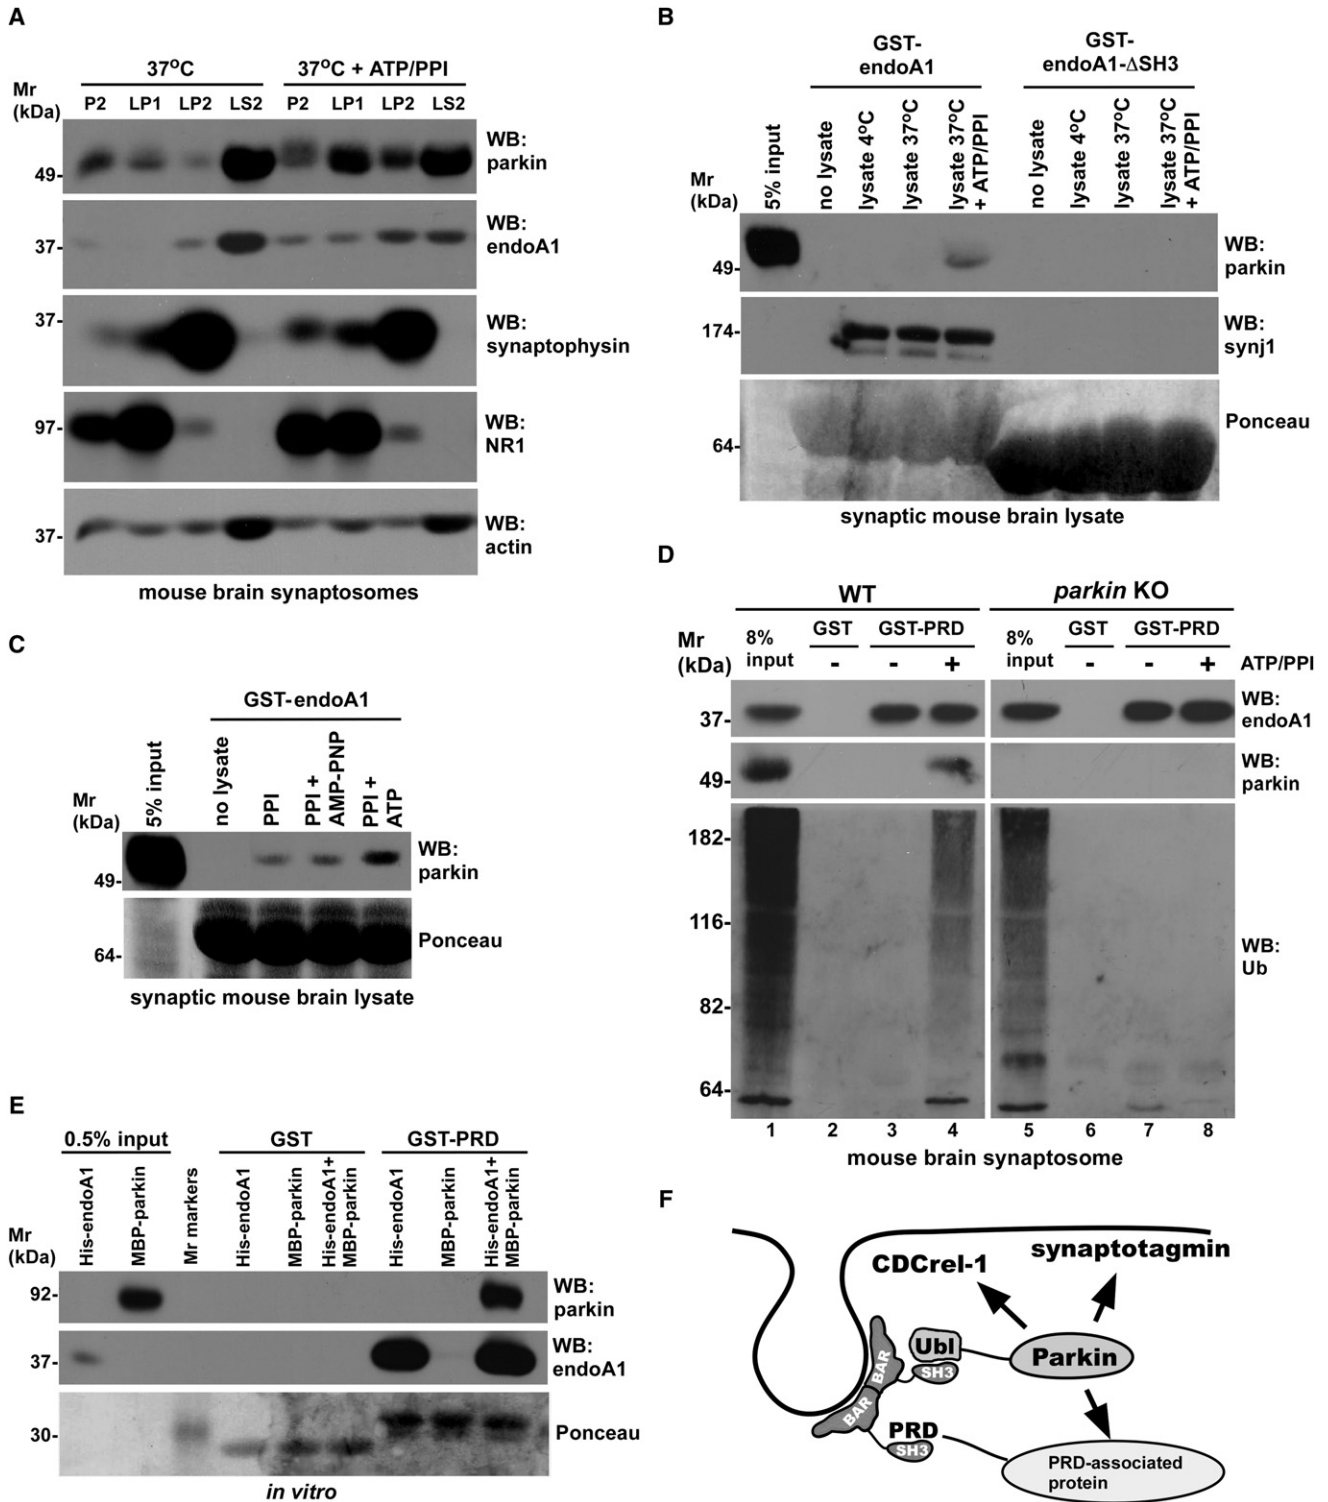 A
37°C
37°C + ATP/PPI
Mr
(kDa)
P2 LP1 LP2 LS2 P2 LP1 LP2 LS2
49-
WB:
parkin
37-
WB:
endoA1
37-
WB:
synaptophysin
97-
WB:
NR1
37-
WB:
actin
mouse brain synaptosomes
B
GST-
endoA1
GST-
endoA1-ΔSH3
Mr
(kDa)
5% input
no lysate
lysate 4°C
lysate 37°C
lysate 37°C
+ ATP/PPI
no lysate
lysate 4°C
lysate 37°C
lysate 37°C
+ ATP/PPI
49-
WB:
parkin
174-
WB:
synj1
64-
Ponceau
synaptic mouse brain lysate
C
GST-endoA1
Mr
(kDa)
5% input
no lysate
PPI
PPI +
AMP-PNP
PPI +
ATP
49-
WB:
parkin
64-
Ponceau
synaptic mouse brain lysate
D
WT
parkin KO
Mr
(kDa)
8%
input
GST
GST-PRD
8%
input
GST
GST-PRD
- - + - - + ATP/PPI
37-
WB:
endoA1
49-
WB:
parkin
182-
116-
82-
64-
WB:
Ub
1 2 3 4 5 6 7 8
mouse brain synaptosome
E
0.5% input
GST
GST-PRD
Mr
(kDa)
His-endoA1
MBP-parkin
Mr markers
His-endoA1
MBP-parkin
His-endoA1+
MBP-parkin
His-endoA1
MBP-parkin
His-endoA1+
MBP-parkin
92-
WB:
parkin
37-
WB:
endoA1
30-
Ponceau
in vitro
F
CDCrel-1
synaptotagmin
BAR
BAR
Ubl
SH3
Parkin
PRD
SH3
PRD-associated
protein